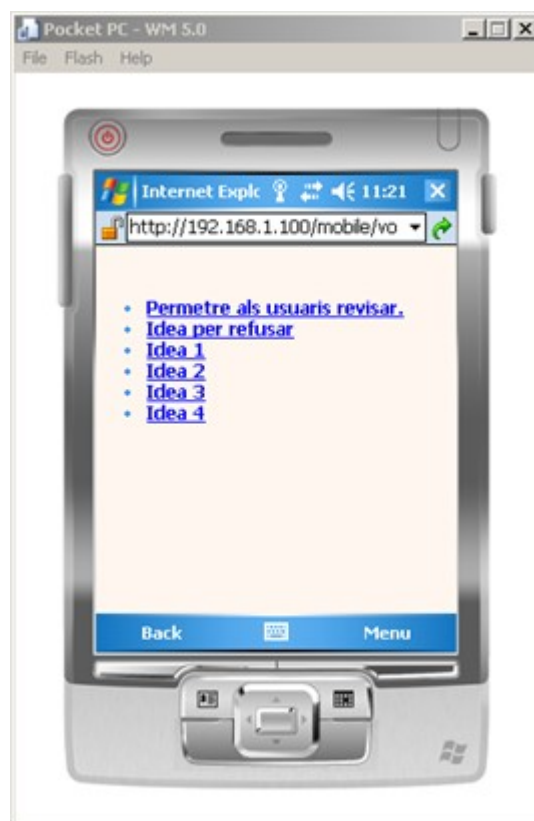 Pocket PC - WM 5.0
File Flash Help
Internet Explc 11:21
http://192.168.1.100/mobile/vo
Permetre als usuaris revisar.
Idea per refusar
Idea 1
Idea 2
Idea 3
Idea 4
Back Menu